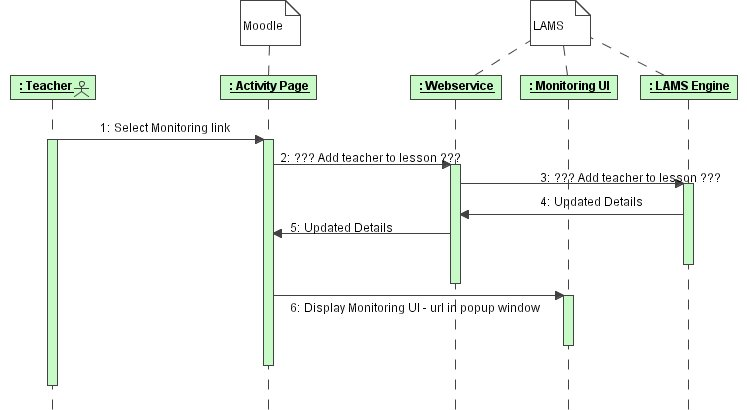 Moodle
LAMS
: Teacher
: Activity Page
: Webservice
: Monitoring UI
: LAMS Engine
1: Select Monitoring link
2: ??? Add teacher to lesson ???
3: ??? Add teacher to lesson ???
4: Updated Details
5: Updated Details
6: Display Monitoring UI - url in popup window